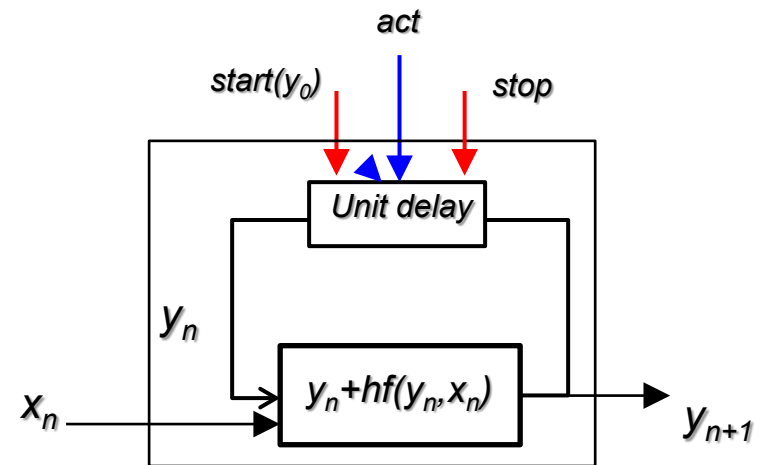 act
start(y₀)
stop
Unit delay
yₙ
yₙ+hf(yₙ,xₙ)
xₙ
yₙ₊₁